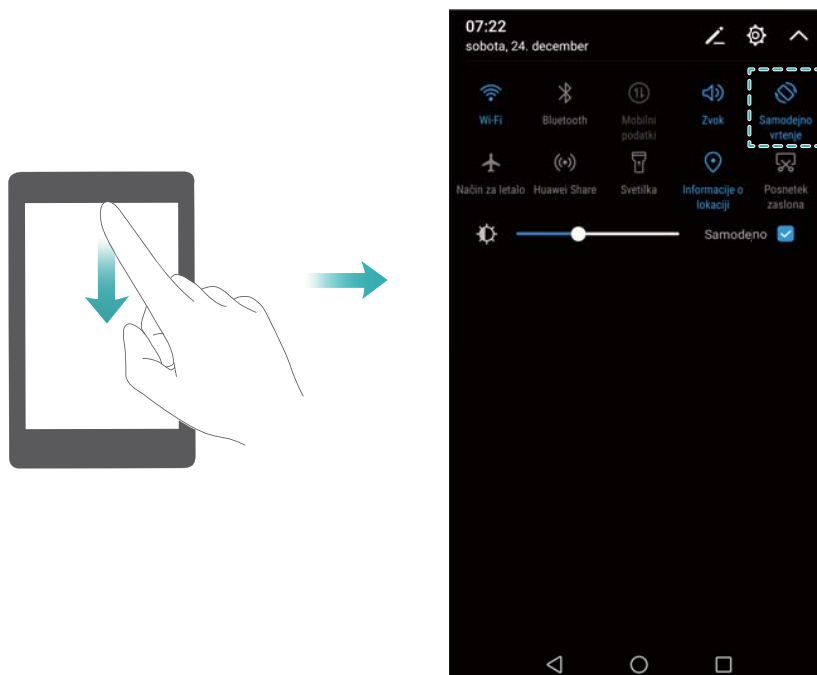 07:22
sobota, 24. december
Wi-Fi
Bluetooth
Mobilni
podatki
Zvok
Samodejno
vrtenje
Način za letalo
Huawei Share
Svetilka
Informacije o
lokaciji
Posnetek
zaslona
Samodejno